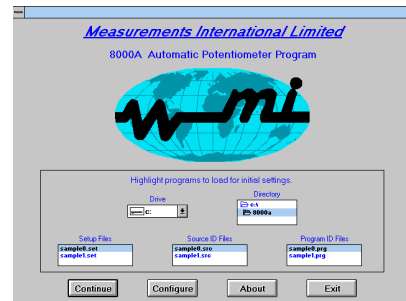 Measurements International Limited
8000A Automatic Potentiometer Program
mi
Highlight programs to load for initial settings.
Drive
Directory
c:
c:\
8000a
Setup Files
Source ID Files
Program ID Files
sample0.set
sample1.set
sample0.src
sample1.src
sample0.prg
sample1.prg
Continue
Configure
About
Exit